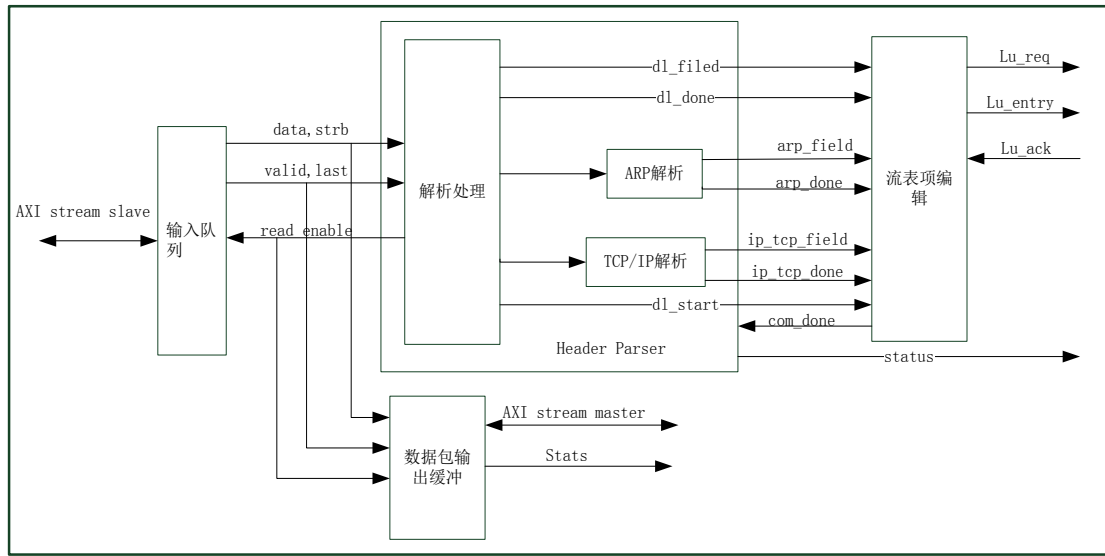 dl_filed
Lu_req
dl_done
Lu_entry
data,strb
arp_field
Lu_ack
ARP解析
valid,last
解析处理
arp_done
流表项编
辑
AXI stream slave
输入队
列
read enable
ip_tcp_field
TCP/IP解析
ip_tcp_done
dl_start
com_done
Header Parser
status
AXI stream master
数据包输
出缓冲
Stats